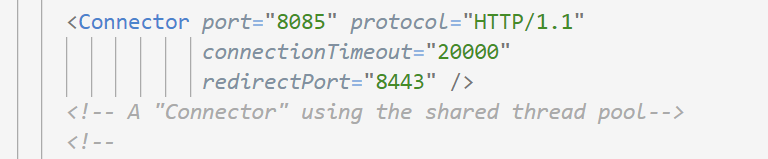 <Connector port="8085" protocol="HTTP/1.1"
connectionTimeout="20000"
redirectPort="8443" />
<!-- A "Connector" using the shared thread pool-->
<!--